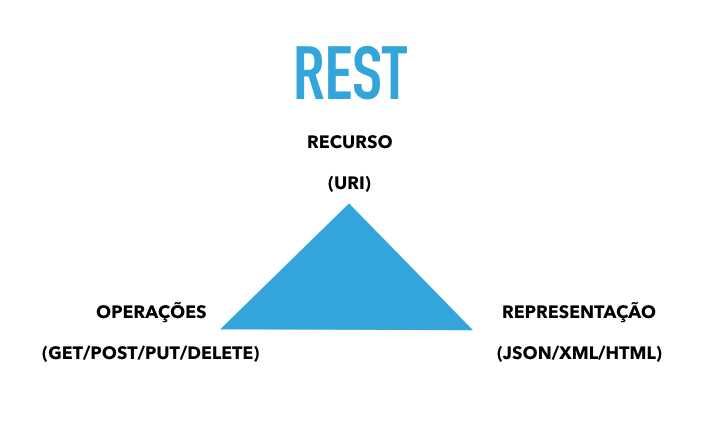 REST
RECURSO
(URI)
OPERAÇÕES
(GET/POST/PUT/DELETE)
REPRESENTAÇÃO
(JSON/XML/HTML)